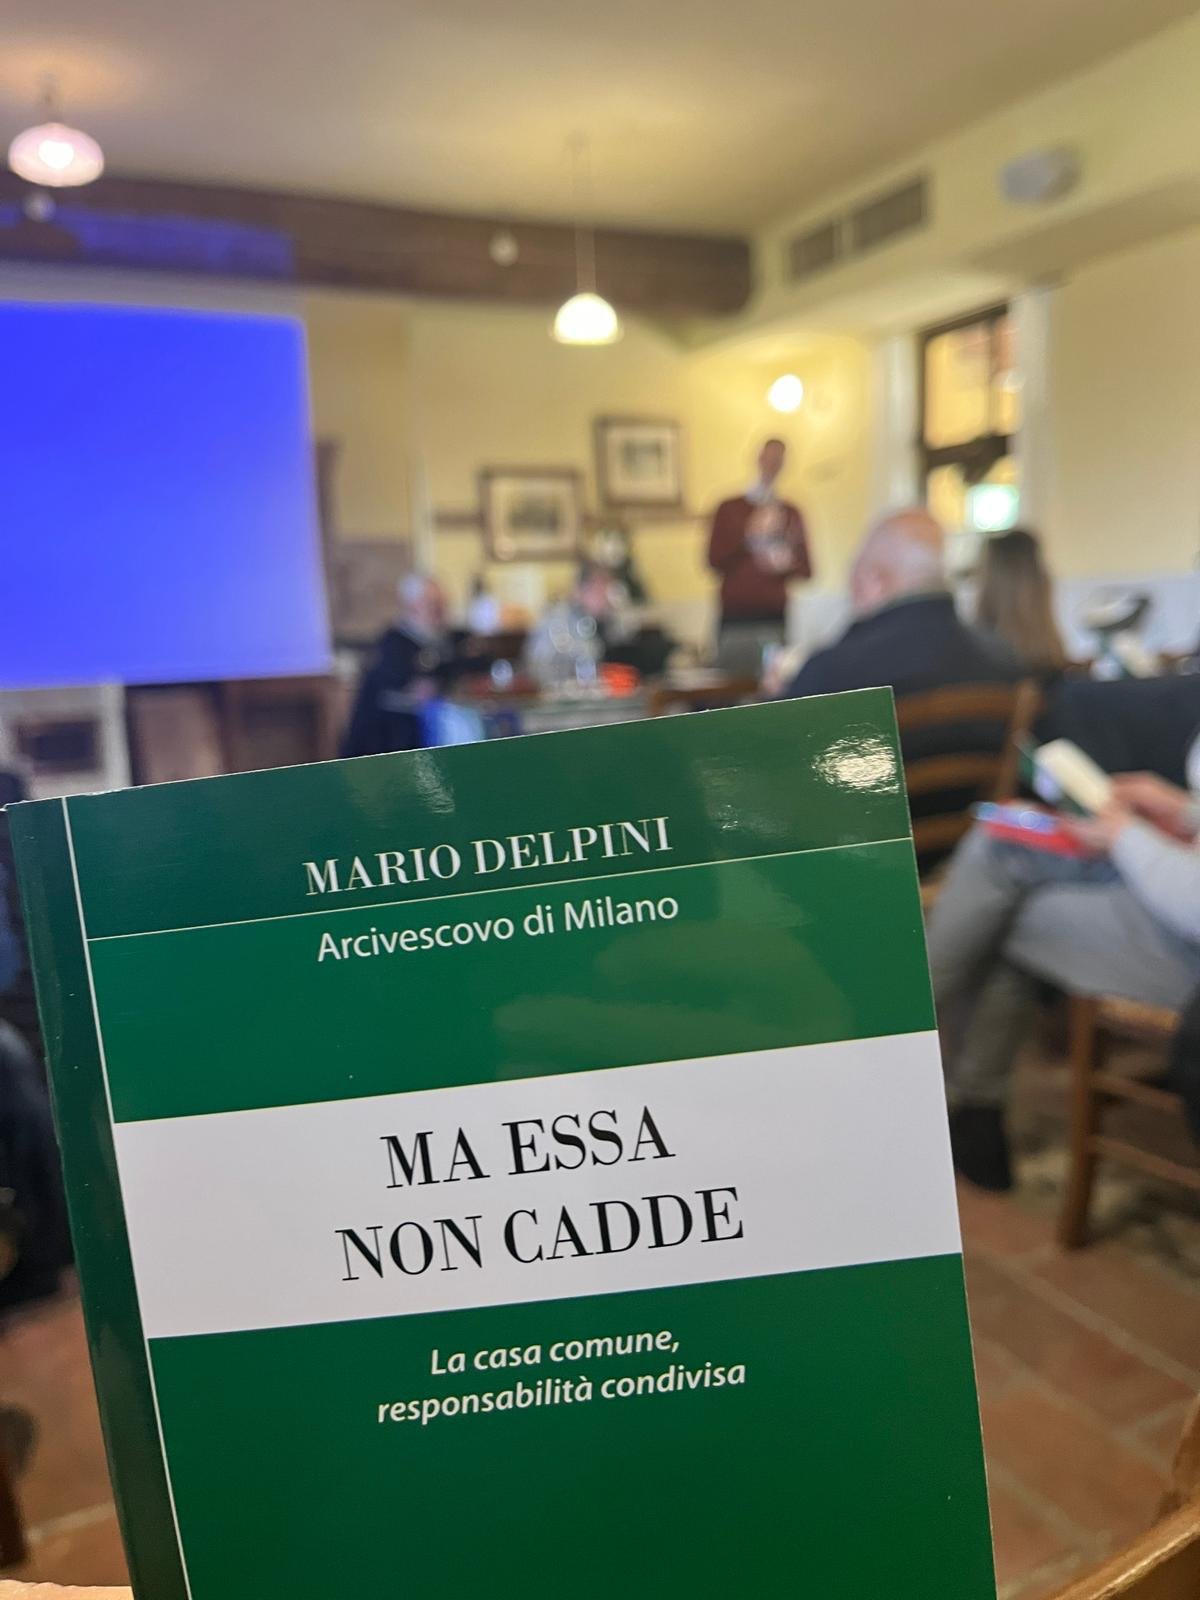 MARIO DELPINI
Arcivescovo di Milano
MA ESSA
NON CADDE
La casa comune,
responsabilità condivisa